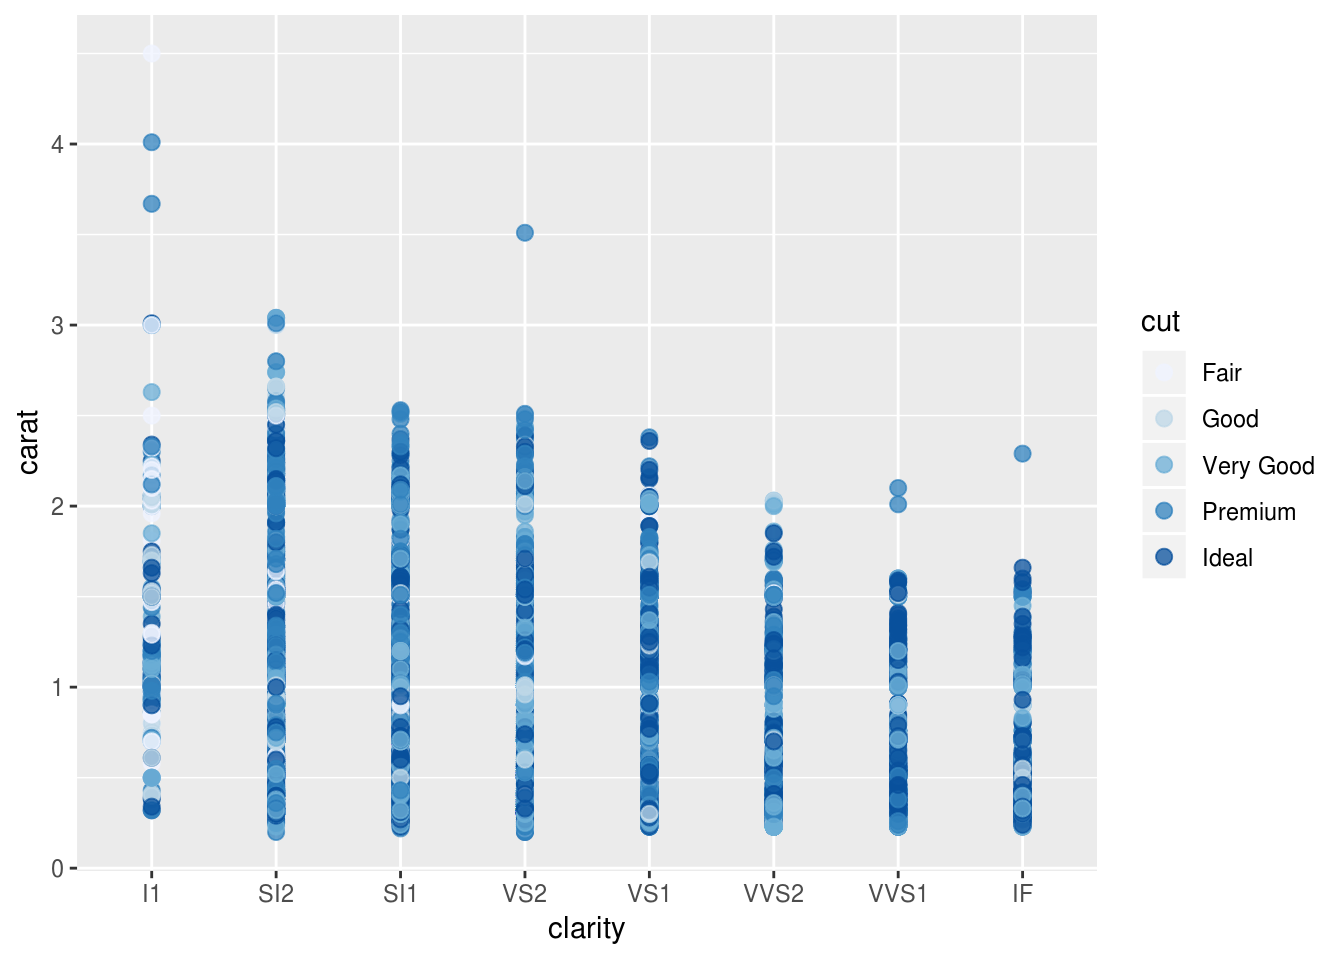 carat
4
3
2
1
0
I1 SI2 SI1 VS2 VS1 VVS2 VVS1 IF
clarity
cut
Fair
Good
Very Good
Premium
Ideal